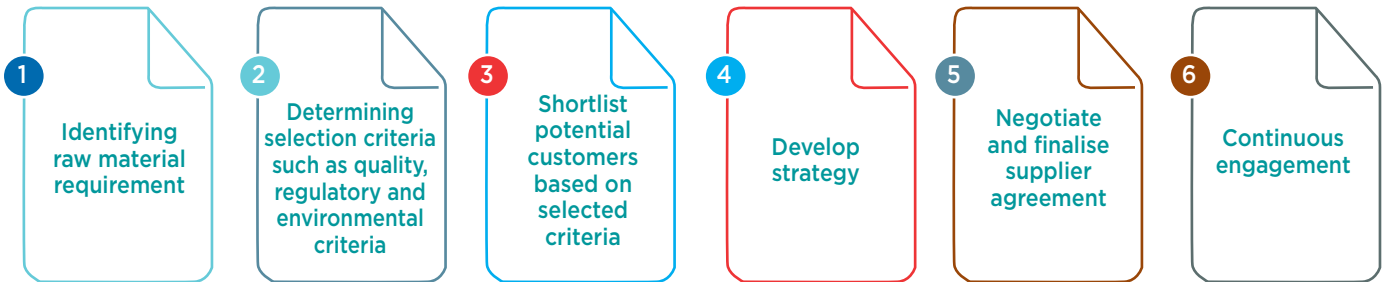 1
Identifying
raw material
requirement
2
Determining
selection criteria
such as quality,
regulatory and
environmental
criteria
3
Shortlist
potential
customers
based on
selected
criteria
4
Develop
strategy
5
Negotiate
and finalise
supplier
agreement
6
Continuous
engagement